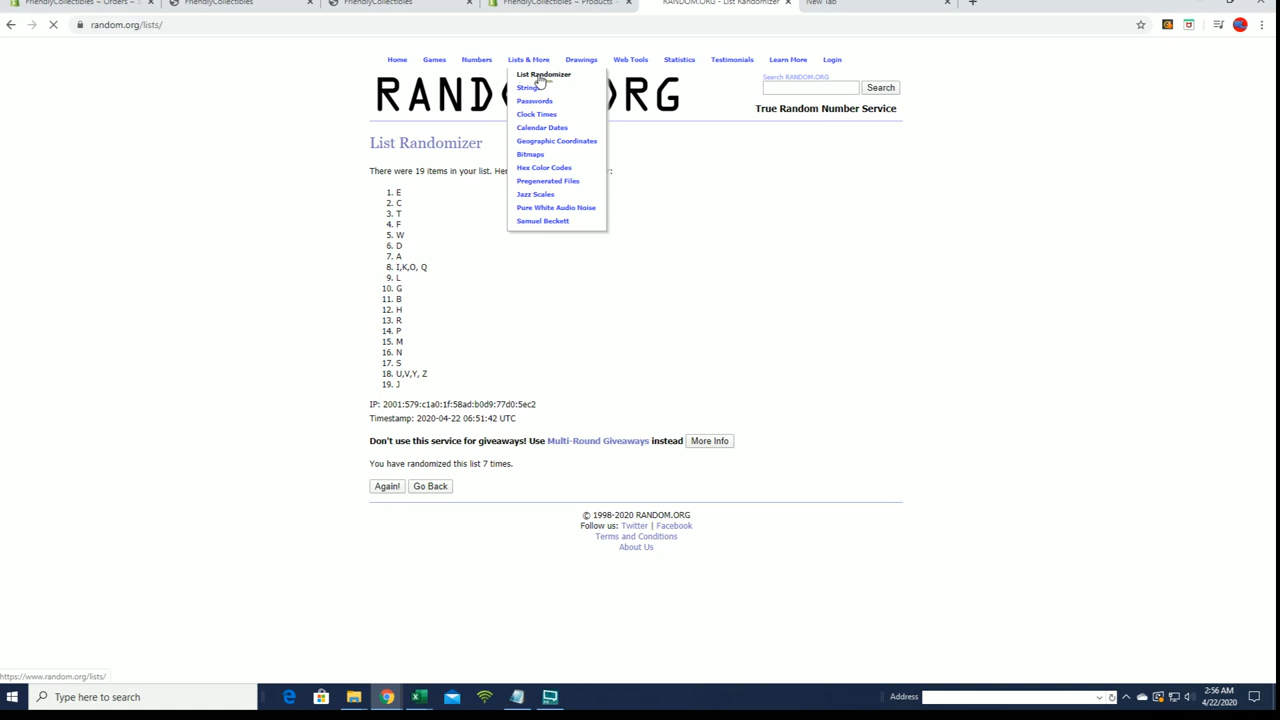 FriendlyCollectibles ~ Orders ~
FriendlyCollectibles
FriendlyCollectibles
FriendlyCollectibles ~ Products ~
RANDOM.ORG - List Randomizer
New Tab
random.org/lists/
Home Games Numbers Lists & More Drawings Web Tools Statistics Testimonials Learn More Login
List Randomizer
Strings
Passwords
Clock Times
Calendar Dates
Geographic Coordinates
Bitmaps
Hex Color Codes
Pregenerated Files
Jazz Scales
Pure White Audio Noise
Samuel Beckett
Search RANDOM.ORG
Search
True Random Number Service
List Randomizer
There were 19 items in your list. Her
1. E
2. C
3. T
4. F
5. W
6. D
7. A
8. I,K,O, Q
9. L
10. G
11. B
12. H
13. R
14. P
15. M
16. N
17. S
18. U,V,Y, Z
19. J
IP: 2001:579:c1a0:1f:58ad:b0d9:77d0:5ec2
Timestamp: 2020-04-22 06:51:42 UTC
Don't use this service for giveaways! Use Multi-Round Giveaways instead More Info
You have randomized this list 7 times.
Again! Go Back
© 1998-2020 RANDOM.ORG
Follow us: Twitter | Facebook
Terms and Conditions
About Us
https://www.random.org/lists/
Type here to search
Address
2:56 AM
4/22/2020